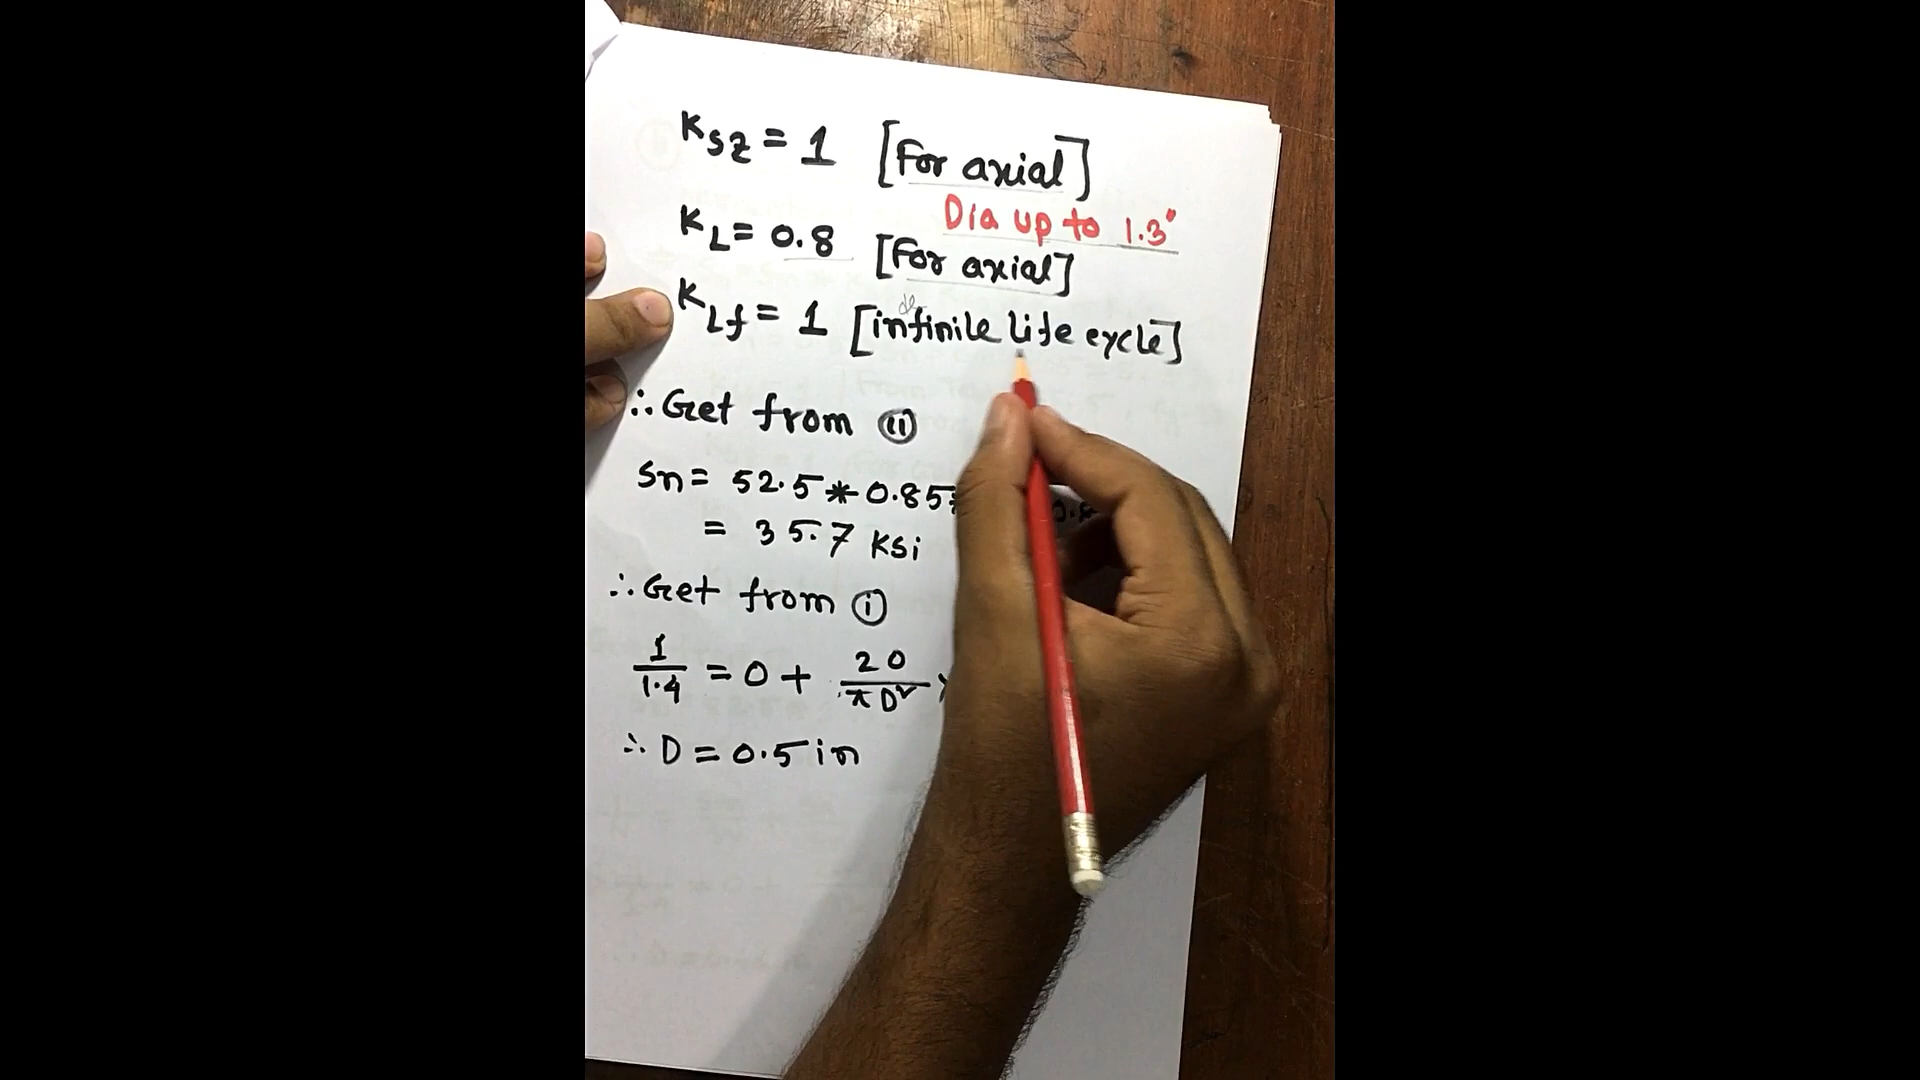 Ksz = 1 [For axial]
Dia up to 1.3"
KL = 0.8 [For axial]
KLf = 1 [infinile life cycle]
∴ Get from (ii)
Sn = 52.5 * 0.85
= 35.7 Ksi
∴ Get from (i)
1/1.4 = 0 + 20/πD²
∴ D = 0.5 in